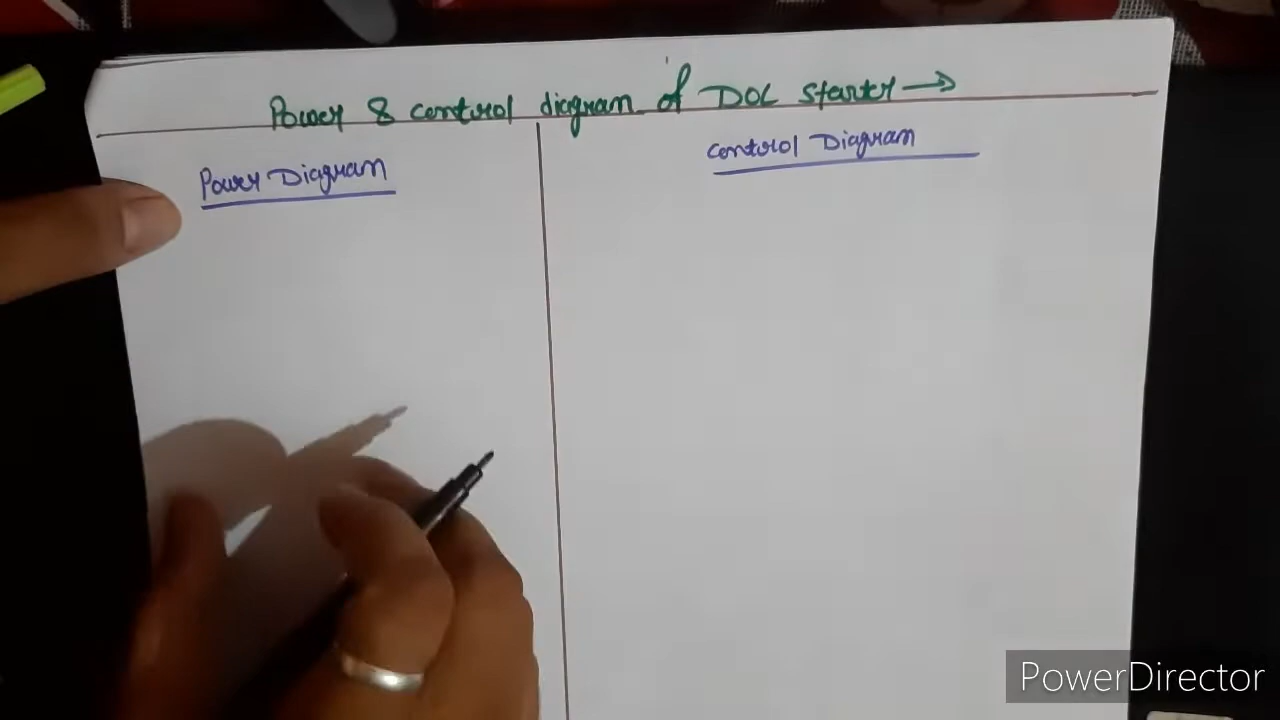 Power & control diagram of DOL starter →
Power Diagram
Control Diagram
PowerDirector